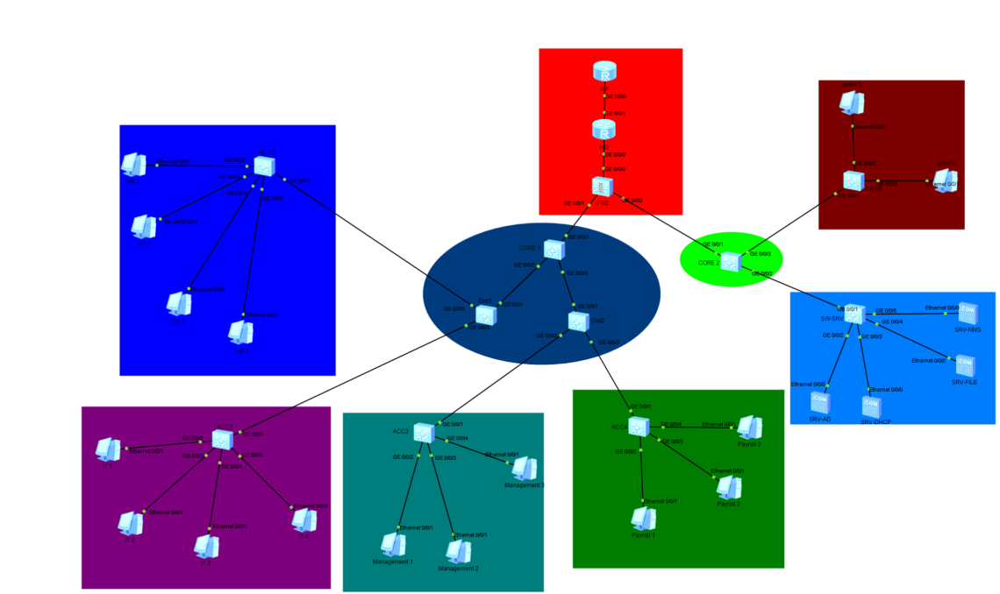 GE 0/0/0
GE 0/0/1
HQ
GE 0/0/0
GE 0/0/0
FW2
GE 0/0/1
GE 0/0/2
Ethernet 0/0/1
GE 0/0/2
GE 0/0/3
Ethernet 0/0/1
GE 0/0/1
Ethernet 0/0/1
GE 0/0/1
Ethernet 0/0/1
Ethernet 0/0/1
HR 4
GE 0/0/1
CORE 1
GE 0/0/2
GE 0/0/3
Dist1
GE 0/0/1
GE 0/0/2
GE 0/0/3
GE 0/0/1
Dist2
GE 0/0/2
GE 0/0/3
GE 0/0/1
GE 0/0/3
CORE 2
GE 0/0/2
GE 0/0/1
SW-SRV
GE 0/0/5
GE 0/0/4
GE 0/0/2
GE 0/0/3
Ethernet 0/0/0
.COM
SRV-NMS
Ethernet 0/0/0
.COM
SRV-FILE
Ethernet 0/0/0
.COM
SRV-AD
Ethernet 0/0/0
.COM
SRV-DHCP
ACC2
GE 0/0/1
GE 0/0/2
GE 0/0/3
GE 0/0/4
GE 0/0/5
Ethernet 0/0/1
IT 1
Ethernet 0/0/1
IT 2
Ethernet 0/0/1
IT 3
Ethernet 0/0/1
IT 4
GE 0/0/1
ACC3
GE 0/0/4
GE 0/0/2
GE 0/0/3
Ethernet 0/0/1
Management 3
Ethernet 0/0/1
Management 1
Ethernet 0/0/1
Management 2
GE 0/0/1
ACC4
GE 0/0/4
GE 0/0/3
GE 0/0/2
Ethernet 0/0/1
Payroll 3
Ethernet 0/0/1
Payroll 2
Ethernet 0/0/1
Payroll 1